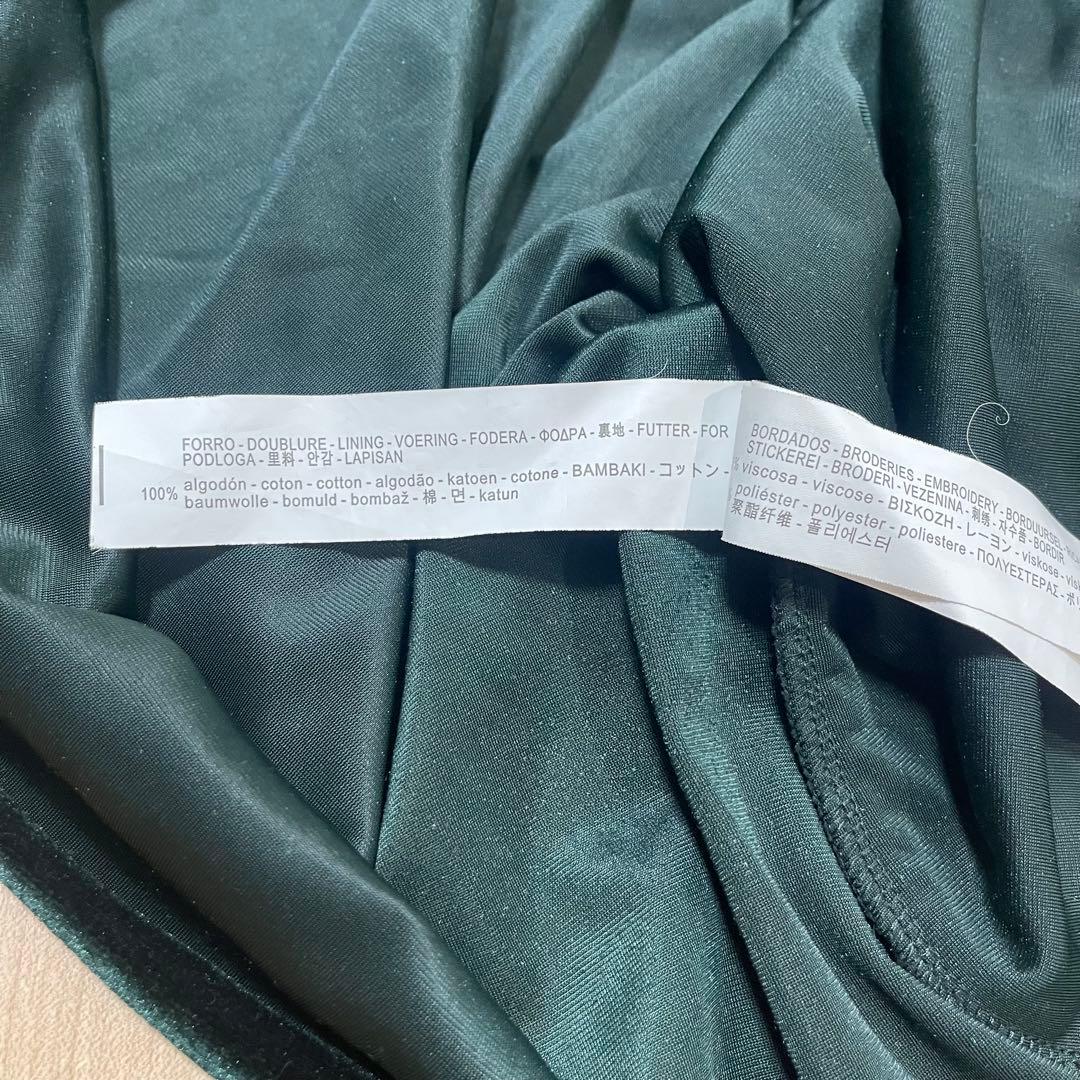 FORRO - DOUBLURE - LINING - VOERING - FODERA - ΦΟΔΡΑ - 裏地 - FUTTER - FOR
PODLOGA - 里料 - 안감 - LAPISAN
100% algodón - coton - cotton - algodão - katoen - cotone - BAMBAKI - コットン -
baumwolle - bomuld - bombaž - 棉 - 면 - katun
BORDADOS - BRODERIES - EMBROIDERY - BORDUURSEL -
STICKEREI - BRODERI - VEZENINA - 刺绣 - 자수품 - BORDIR
% viscosa - viscose - ΒΙΣΚΟΖΗ - レーヨン - viskose -
poliéster - polyester - poliestere - ΠΟΛΥΕΣΤΕΡΑΣ -
聚酯纤维 - 폴리에스터